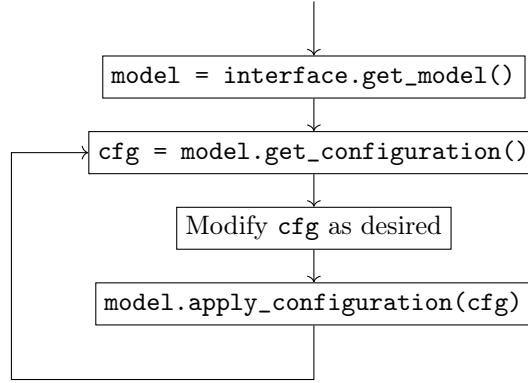 model = interface.get_model()
cfg = model.get_configuration()
Modify cfg as desired
model.apply_configuration(cfg)